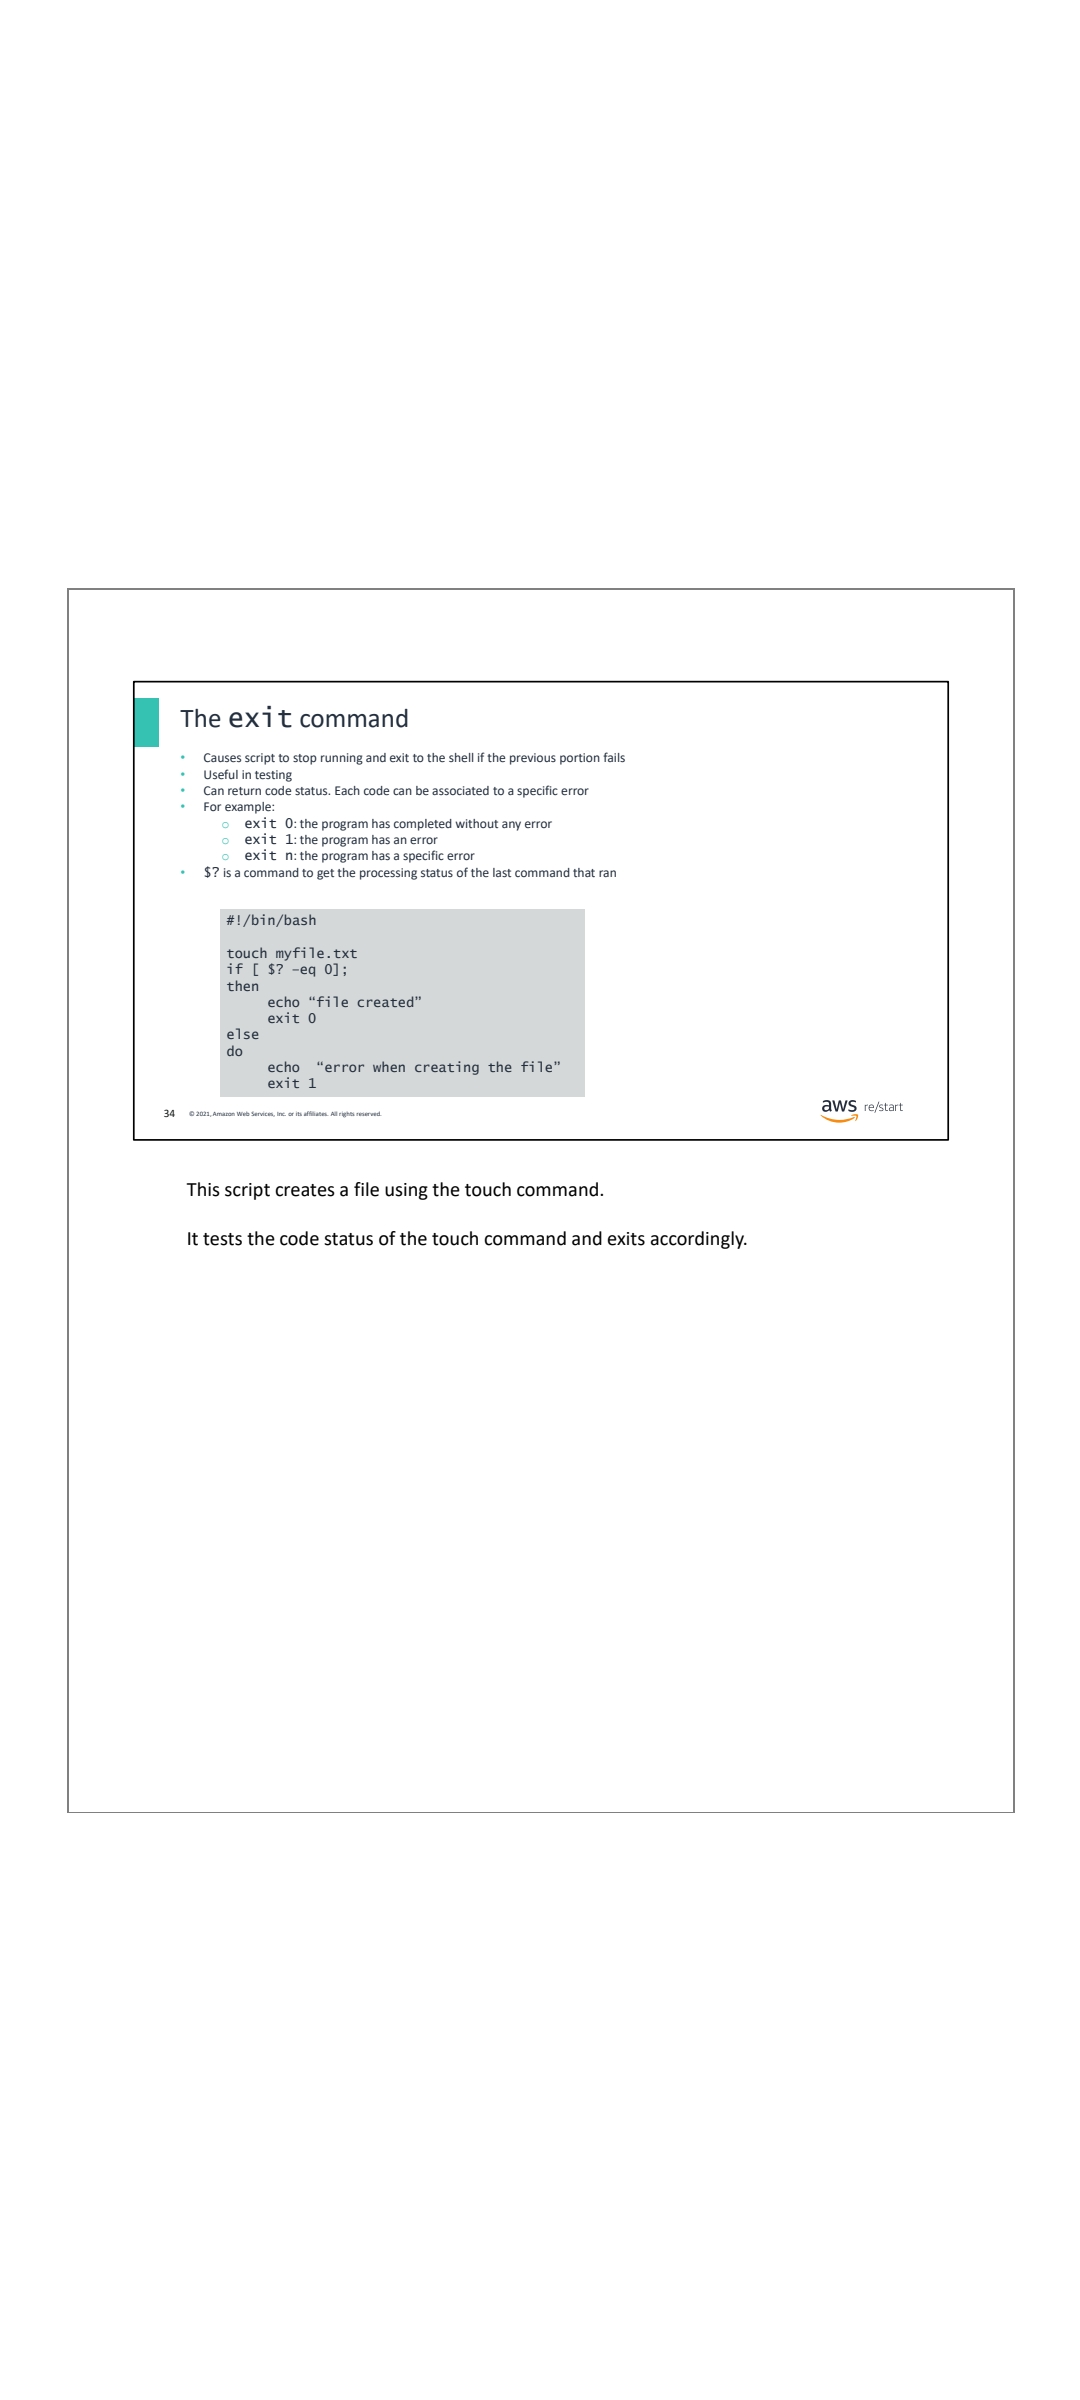 The exit command
• Causes script to stop running and exit to the shell if the previous portion fails
• Useful in testing
• Can return code status. Each code can be associated to a specific error
• For example:
o exit 0: the program has completed without any error
o exit 1: the program has an error
o exit n: the program has a specific error
• $? is a command to get the processing status of the last command that ran
#!/bin/bash
touch myfile.txt
if [ $? –eq 0];
then
echo “file created”
exit 0
else
do
echo  “error when creating the file”
exit 1
34 © 2021, Amazon Web Services, Inc. or its affiliates. All rights reserved.
aws re/start
This script creates a file using the touch command.
It tests the code status of the touch command and exits accordingly.